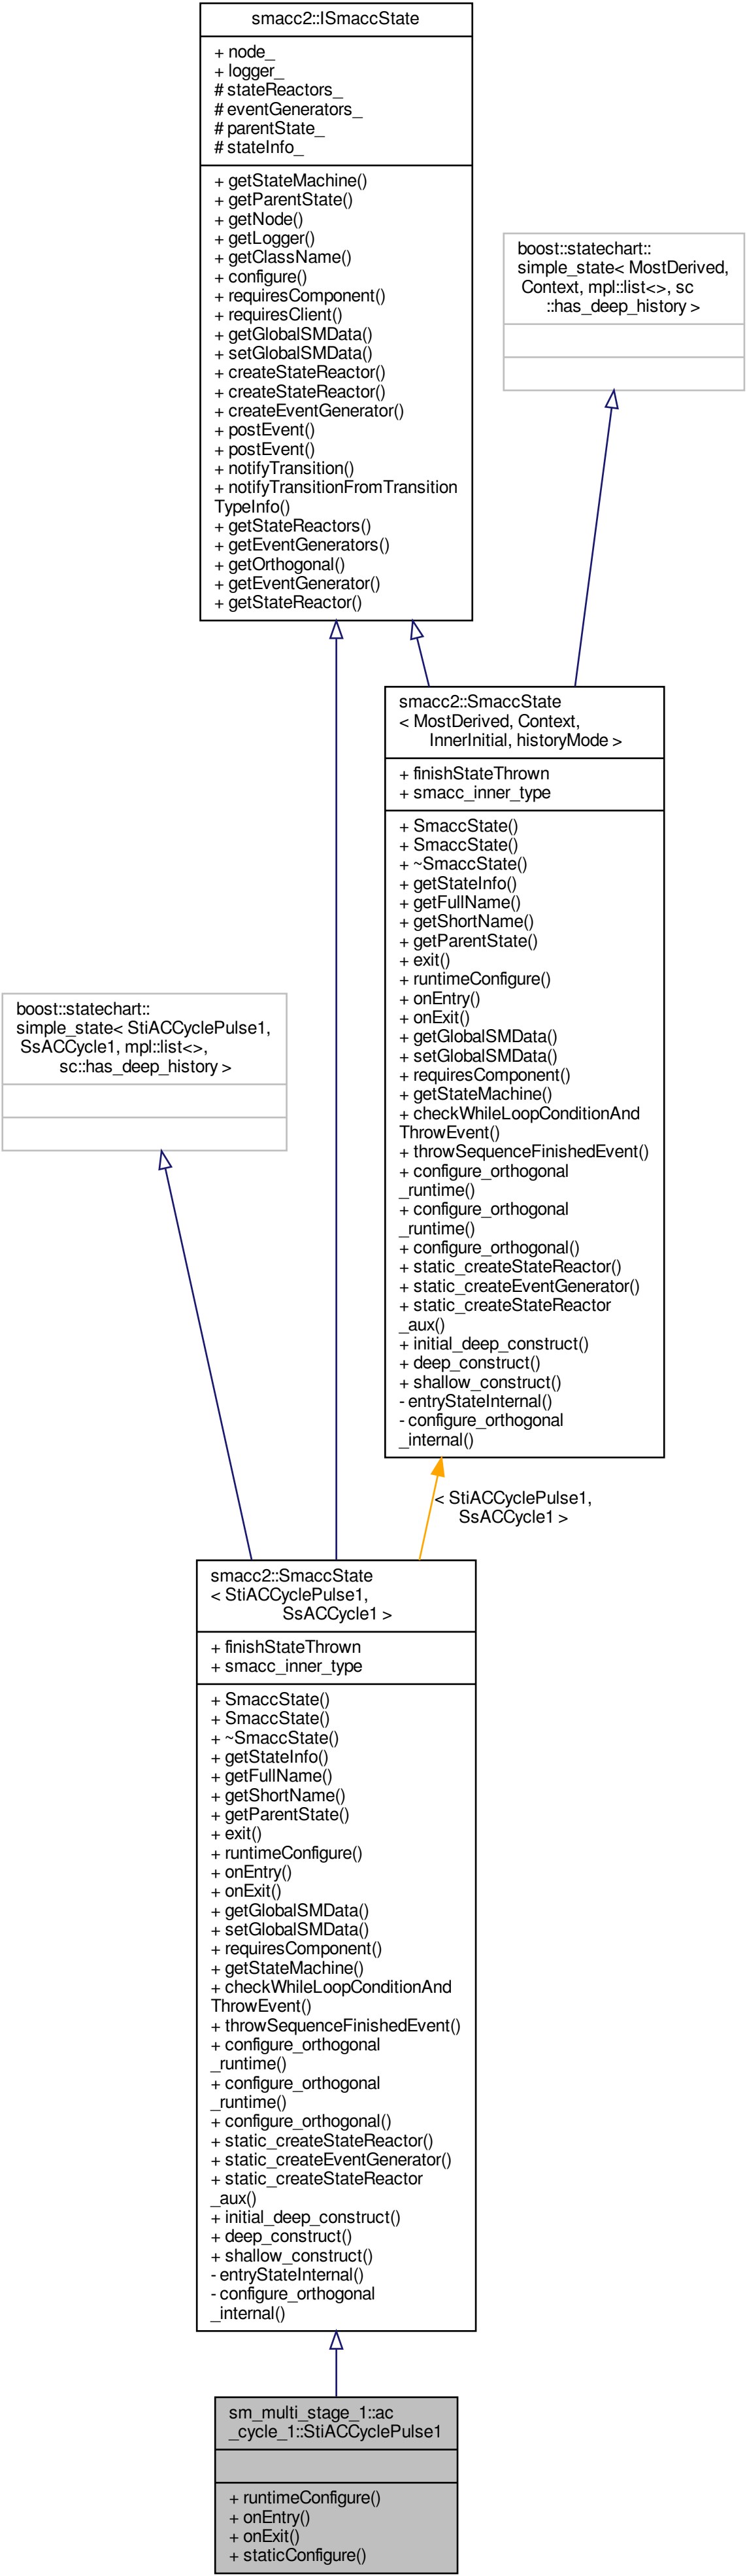 smacc2::ISmaccState
+ node_
+ logger_
# stateReactors_
# eventGenerators_
# parentState_
# stateInfo_
+ getStateMachine()
+ getParentState()
+ getNode()
+ getLogger()
+ getClassName()
+ configure()
+ requiresComponent()
+ requiresClient()
+ getGlobalSMData()
+ setGlobalSMData()
+ createStateReactor()
+ createStateReactor()
+ createEventGenerator()
+ postEvent()
+ postEvent()
+ notifyTransition()
+ notifyTransitionFromTransition
TypeInfo()
+ getStateReactors()
+ getEventGenerators()
+ getOrthogonal()
+ getEventGenerator()
+ getStateReactor()
boost::statechart::
simple_state< MostDerived,
Context, mpl::list<>, sc
::has_deep_history >
smacc2::SmaccState
< MostDerived, Context,
InnerInitial, historyMode >
+ finishStateThrown
+ smacc_inner_type
+ SmaccState()
+ SmaccState()
+ ~SmaccState()
+ getStateInfo()
+ getFullName()
+ getShortName()
+ getParentState()
+ exit()
+ runtimeConfigure()
+ onEntry()
+ onExit()
+ getGlobalSMData()
+ setGlobalSMData()
+ requiresComponent()
+ getStateMachine()
+ checkWhileLoopConditionAnd
ThrowEvent()
+ throwSequenceFinishedEvent()
+ configure_orthogonal
_runtime()
+ configure_orthogonal
_runtime()
+ configure_orthogonal()
+ static_createStateReactor()
+ static_createEventGenerator()
+ static_createStateReactor
_aux()
+ initial_deep_construct()
+ deep_construct()
+ shallow_construct()
- entryStateInternal()
- configure_orthogonal
_internal()
boost::statechart::
simple_state< StiACCyclePulse1,
SsACCycle1, mpl::list<>,
sc::has_deep_history >
< StiACCyclePulse1,
SsACCycle1 >
smacc2::SmaccState
< StiACCyclePulse1,
SsACCycle1 >
+ finishStateThrown
+ smacc_inner_type
+ SmaccState()
+ SmaccState()
+ ~SmaccState()
+ getStateInfo()
+ getFullName()
+ getShortName()
+ getParentState()
+ exit()
+ runtimeConfigure()
+ onEntry()
+ onExit()
+ getGlobalSMData()
+ setGlobalSMData()
+ requiresComponent()
+ getStateMachine()
+ checkWhileLoopConditionAnd
ThrowEvent()
+ throwSequenceFinishedEvent()
+ configure_orthogonal
_runtime()
+ configure_orthogonal
_runtime()
+ configure_orthogonal()
+ static_createStateReactor()
+ static_createEventGenerator()
+ static_createStateReactor
_aux()
+ initial_deep_construct()
+ deep_construct()
+ shallow_construct()
- entryStateInternal()
- configure_orthogonal
_internal()
sm_multi_stage_1::ac
_cycle_1::StiACCyclePulse1
+ runtimeConfigure()
+ onEntry()
+ onExit()
+ staticConfigure()